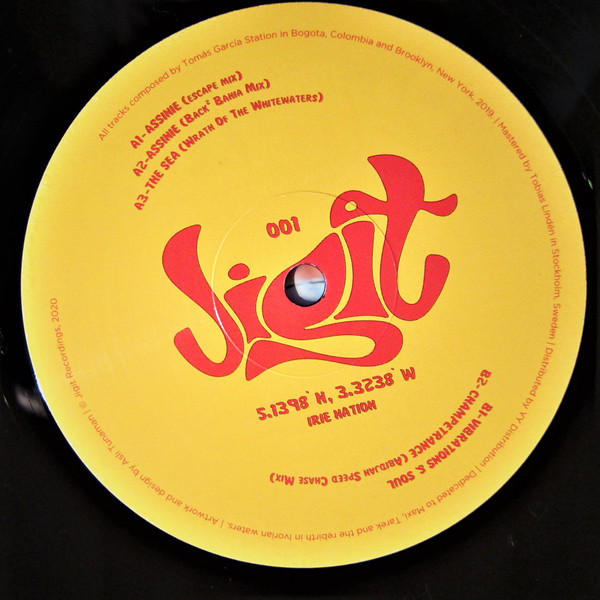 All tracks composed by Tomás García Station in Bogota, Colombia and Brooklyn, New York, 2019. | Mastered by Tobias Lindén in Stockholm, Sweden | Distributed by YY Distribution | Dedicated to Maxi, Tarek and the rebirth in Ivorian waters. | Artwork and design by Aslı Tunaman | © Jigit Recordings, 2020
A1-ASSINIE (ESCAPE MIX)
A2-ASSINIE (BACK² BAHIA MIX)
A3-THE SEA (WRATH OF THE WHITEWATERS)
001
Jigit
5.1398° N, 3.3238° W
IRIE NATION
B1-VIBRATIONS & SOUL
B2-CHAMPETRANCE (ABIDJAN SPEED CHASE MIX)